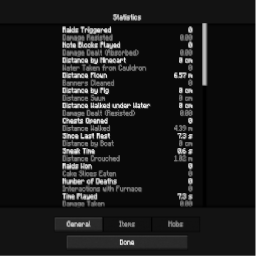 Statistics
Raids Triggered 0
Damage Resisted 0.00
Note Blocks Played 0
Damage Dealt (Absorbed) 0.00
Distance by Minecart 0 cm
Water Taken from Cauldron 0
Distance Flown 6.57 m
Banners Cleaned 0
Distance by Pig 0 cm
Distance Swum 0 cm
Distance Walked under Water 0 cm
Damage Dealt (Resisted) 0.00
Chests Opened 0
Distance Walked 4.39 m
Since Last Rest 7.3 s
Distance by Boat 0 cm
Sneak Time 0.6 s
Distance Crouched 1.02 m
Raids Won 0
Cake Slices Eaten 0
Number of Deaths 0
Interactions with Furnace 0
Time Played 7.3 s
Damage Taken 0.00
General Items Mobs
Done